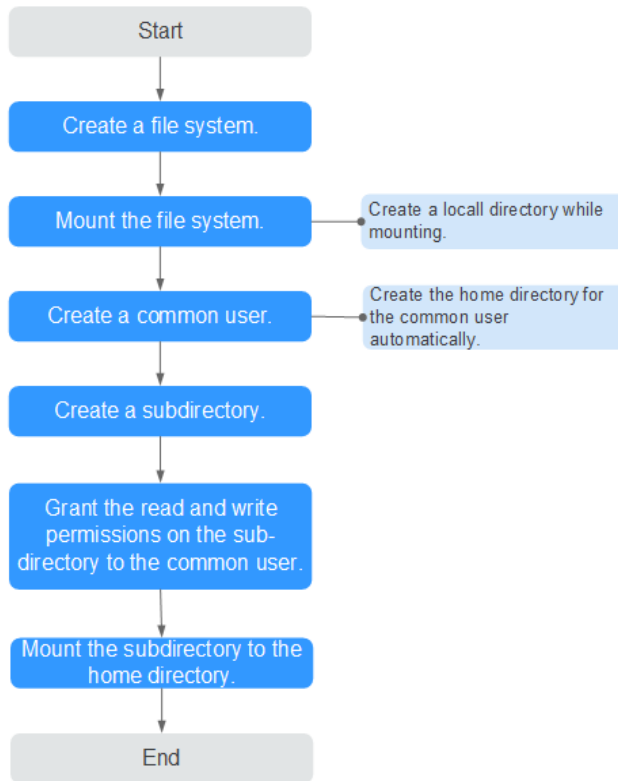 Start
Create a file system.
Mount the file system.
Create a locall directory while
mounting.
Create a common user.
Create the home directory for
the common user
automatically.
Create a subdirectory.
Grant the read and write
permissions on the sub-
directory to the common user.
Mount the subdirectory to the
home directory.
End